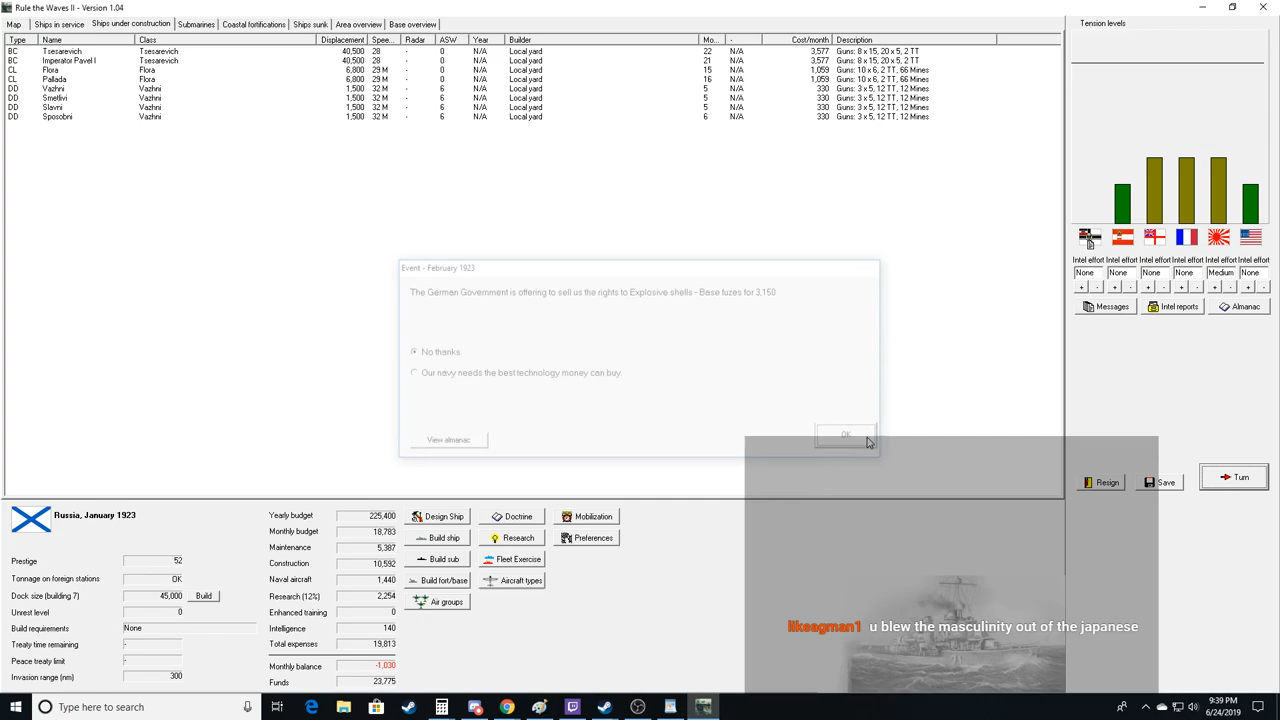 Rule the Waves II - Version 1.04
Map Ships in service Ships under construction Submarines Coastal fortifications Ships sunk Area overview Base overview
Type Name Class Displacement Spee... Radar ASW Year Builder Mo... - Cost/month Description
BC Tsesarevich Tsesarevich 40,500 28 - 0 N/A Local yard 22 N/A 3,577 Guns: 8 x 15, 20 x 5, 2 TT
BC Imperator Pavel I Tsesarevich 40,500 28 - 0 N/A Local yard 21 N/A 3,577 Guns: 8 x 15, 20 x 5, 2 TT
CL Flora Flora 6,800 29 M - 0 N/A Local yard 15 N/A 1,059 Guns: 10 x 6, 2 TT, 66 Mines
CL Pallada Flora 6,800 29 M - 0 N/A Local yard 16 N/A 1,059 Guns: 10 x 6, 2 TT, 66 Mines
DD Vazhni Vazhni 1,500 32 M - 6 N/A Local yard 5 N/A 330 Guns: 3 x 5, 12 TT, 12 Mines
DD Smetlivi Vazhni 1,500 32 M - 6 N/A Local yard 5 N/A 330 Guns: 3 x 5, 12 TT, 12 Mines
DD Slavni Vazhni 1,500 32 M - 6 N/A Local yard 5 N/A 330 Guns: 3 x 5, 12 TT, 12 Mines
DD Sposobni Vazhni 1,500 32 M - 6 N/A Local yard 6 N/A 330 Guns: 3 x 5, 12 TT, 12 Mines
Tension levels
Intel effort Intel effort Intel effort Intel effort Intel effort Intel effort
None None None None Medium None
+ - + - + - + - + - + -
Messages Intel reports Almanac
Event - February 1923
The German Government is offering to sell us the rights to Explosive shells - Base fuzes for 3,150
No thanks.
Our navy needs the best technology money can buy.
View almanac OK
Resign Save Turn
Russia, January 1923
Prestige 52
Tonnage on foreign stations OK
Dock size (building 7) 45,000 Build
Unrest level 0
Build requirements None
Treaty time remaining -
Peace treaty limit -
Invasion range (nm) 300
Yearly budget 225,400
Monthly budget 18,783
Maintenance 5,387
Construction 10,592
Naval aircraft 1,440
Research (12%) 2,254
Enhanced training 0
Intelligence 140
Total expenses 19,813
Monthly balance -1,030
Funds 23,775
Design Ship Doctrine Mobilization
Build ship Research Preferences
Build sub Fleet Exercise
Build fort/base Aircraft types
Air groups
likeagman1 u blew the masculinity out of the japanese
Type here to search
9:39 PM
6/24/2019